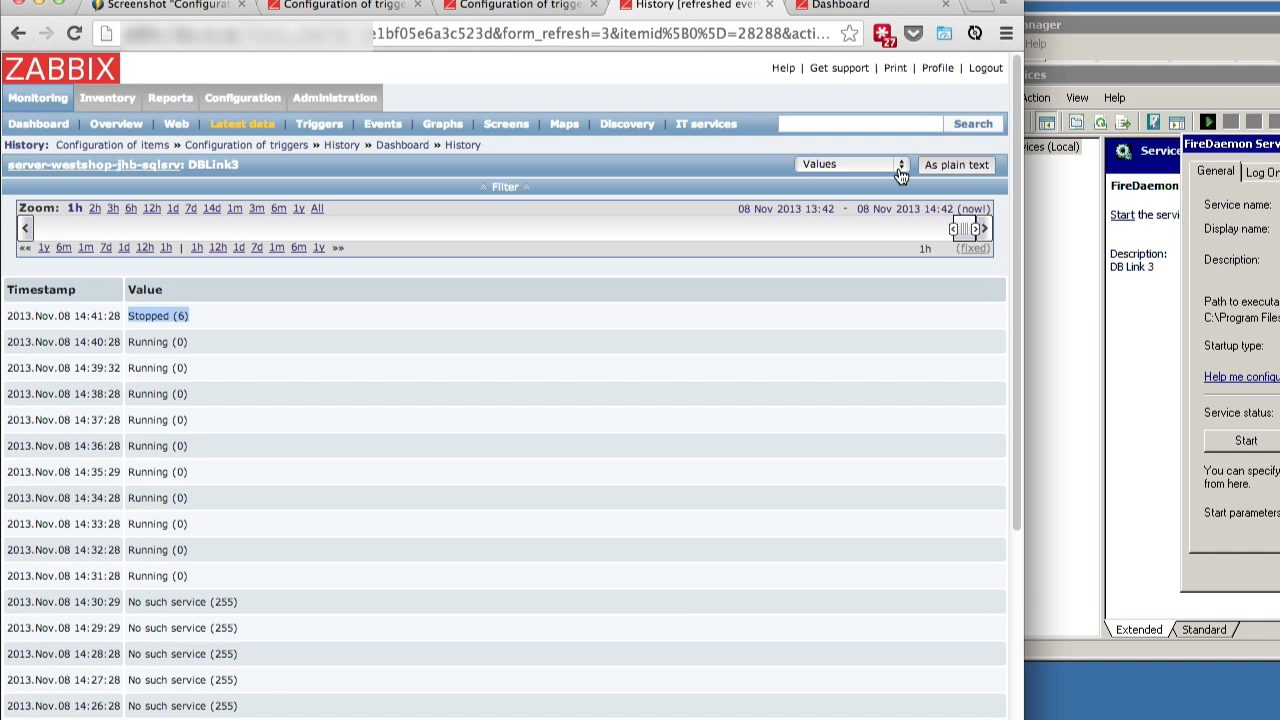 Screenshot "Configurat
Configuration of trigge
Configuration of trigge
History [refreshed ever
Dashboard
e1bf05e6a3c523d&form_refresh=3&itemid%5B0%5D=28288&acti...
27
ZABBIX
Help | Get support | Print | Profile | Logout
Monitoring Inventory Reports Configuration Administration
Dashboard | Overview | Web | Latest data | Triggers | Events | Graphs | Screens | Maps | Discovery | IT services
Search
History: Configuration of items » Configuration of triggers » History » Dashboard » History
server-westshop-jhb-sqlsrv: DBLink3
Values
As plain text
Filter
Zoom: 1h 2h 3h 6h 12h 1d 7d 14d 1m 3m 6m 1y All
08 Nov 2013 13:42 - 08 Nov 2013 14:42 (now!)
«« 1y 6m 1m 7d 1d 12h 1h | 1h 12h 1d 7d 1m 6m 1y »»
1h (fixed)
Timestamp Value
2013.Nov.08 14:41:28 Stopped (6)
2013.Nov.08 14:40:28 Running (0)
2013.Nov.08 14:39:32 Running (0)
2013.Nov.08 14:38:28 Running (0)
2013.Nov.08 14:37:28 Running (0)
2013.Nov.08 14:36:28 Running (0)
2013.Nov.08 14:35:29 Running (0)
2013.Nov.08 14:34:28 Running (0)
2013.Nov.08 14:33:28 Running (0)
2013.Nov.08 14:32:28 Running (0)
2013.Nov.08 14:31:28 Running (0)
2013.Nov.08 14:30:29 No such service (255)
2013.Nov.08 14:29:29 No such service (255)
2013.Nov.08 14:28:28 No such service (255)
2013.Nov.08 14:27:28 No such service (255)
2013.Nov.08 14:26:28 No such service (255)
anager
Help
ices
Action View Help
ices (Local)
Service
FireDaemon
Start the servi
Description:
DB Link 3
Extended Standard
FireDaemon Serv
General Log On
Service name:
Display name:
Description:
Path to executa
C:\Program Files
Startup type:
Help me configu
Service status:
Start
You can specify
from here.
Start parameters